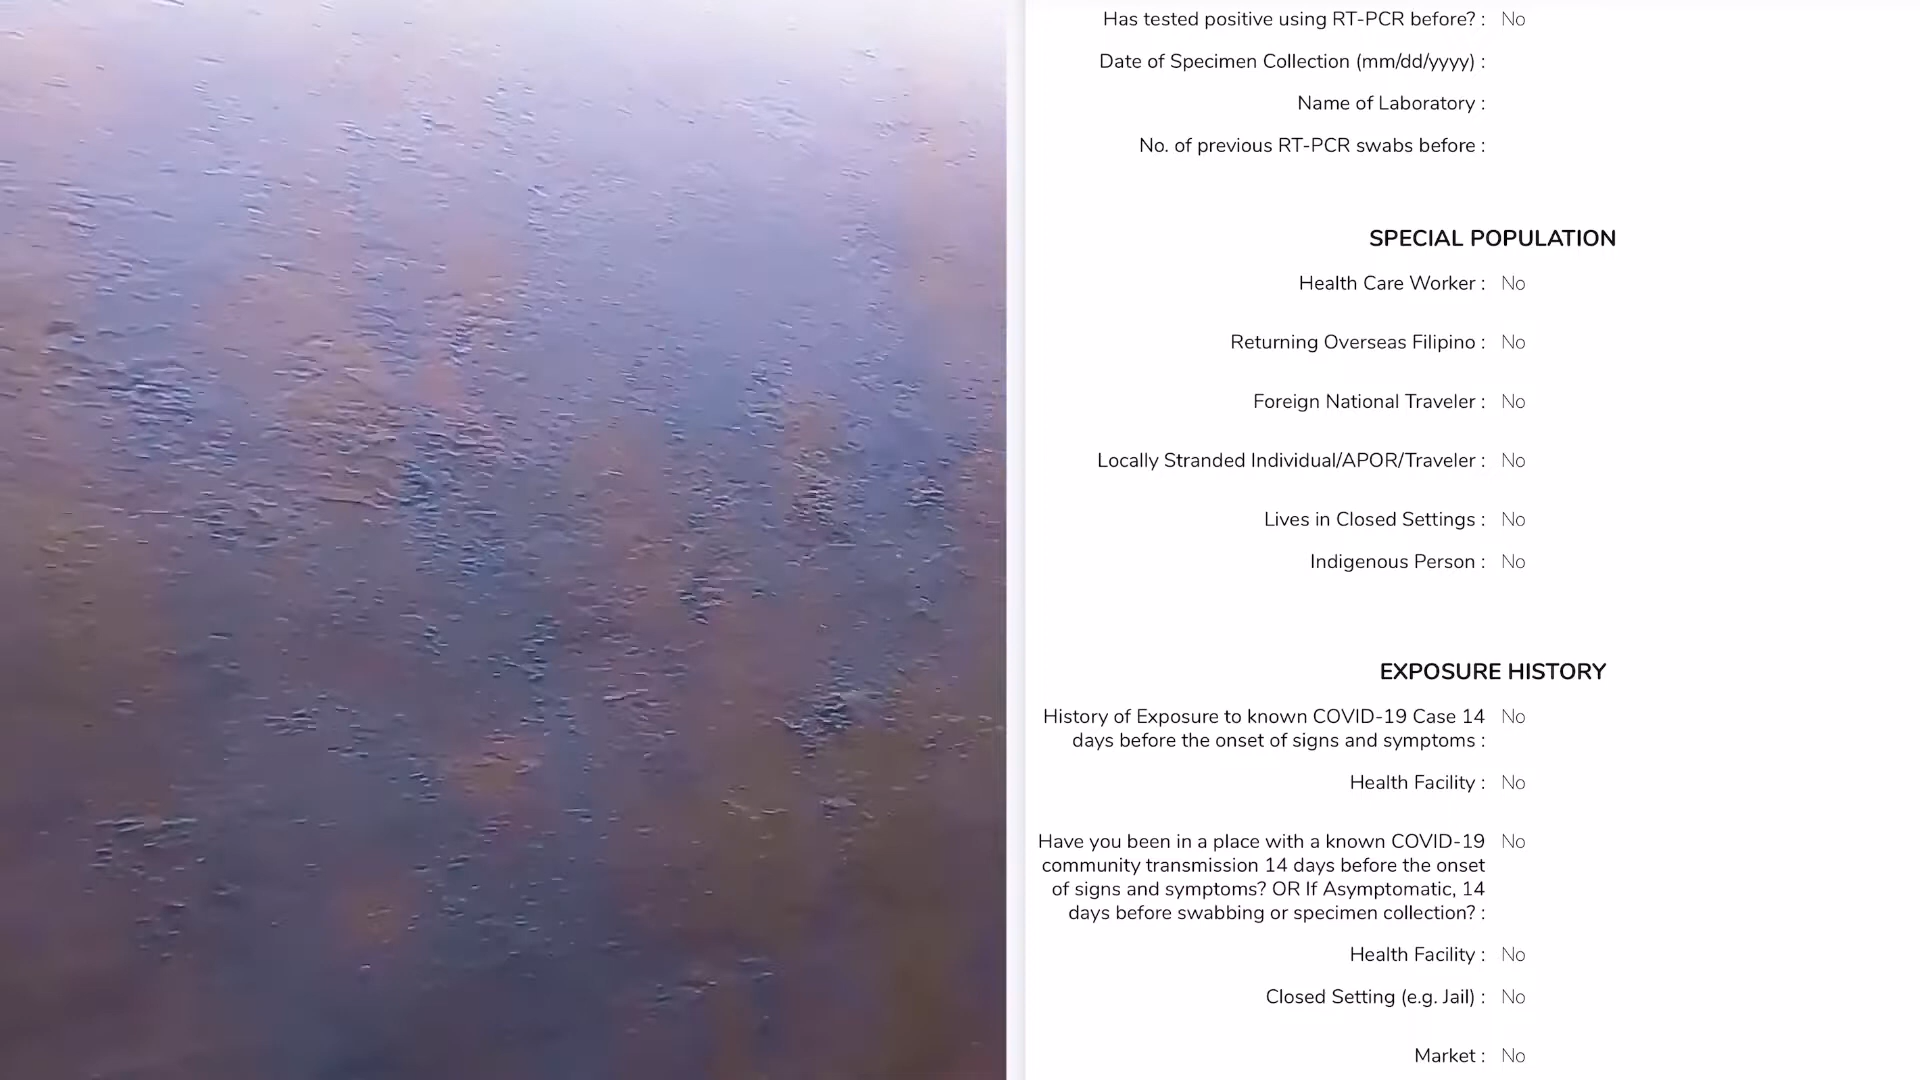 Has tested positive using RT-PCR before? : No
Date of Specimen Collection (mm/dd/yyyy) :
Name of Laboratory :
No. of previous RT-PCR swabs before :
SPECIAL POPULATION
Health Care Worker : No
Returning Overseas Filipino : No
Foreign National Traveler : No
Locally Stranded Individual/APOR/Traveler : No
Lives in Closed Settings : No
Indigenous Person : No
EXPOSURE HISTORY
History of Exposure to known COVID-19 Case 14 No
days before the onset of signs and symptoms :
Health Facility : No
Have you been in a place with a known COVID-19 No
community transmission 14 days before the onset
of signs and symptoms? OR If Asymptomatic, 14
days before swabbing or specimen collection? :
Health Facility : No
Closed Setting (e.g. Jail) : No
Market : No